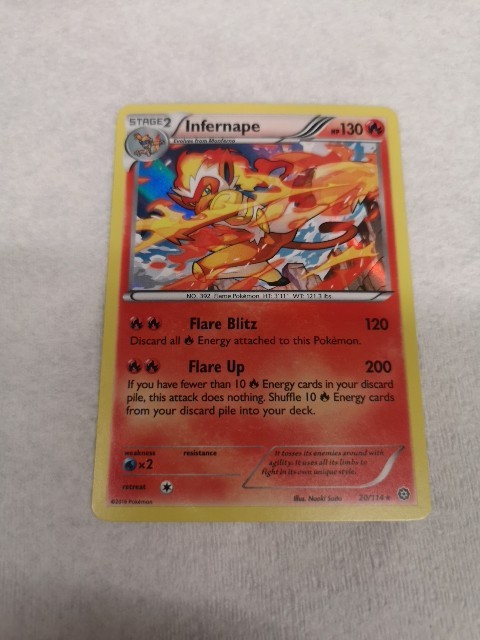 STAGE2 Infernape HP130
Evolves from Monferno
NO. 392 Flame Pokémon HT: 3'11" WT: 121.3 lbs.
Flare Blitz 120
Discard all Energy attached to this Pokémon.
Flare Up 200
If you have fewer than 10 Energy cards in your discard
pile, this attack does nothing. Shuffle 10 Energy cards
from your discard pile into your deck.
weakness resistance
×2
It tosses its enemies around with
agility. It uses all its limbs to
fight in its own unique style.
retreat
©2016 Pokémon Illus. Naoki Saito 20/114 ★